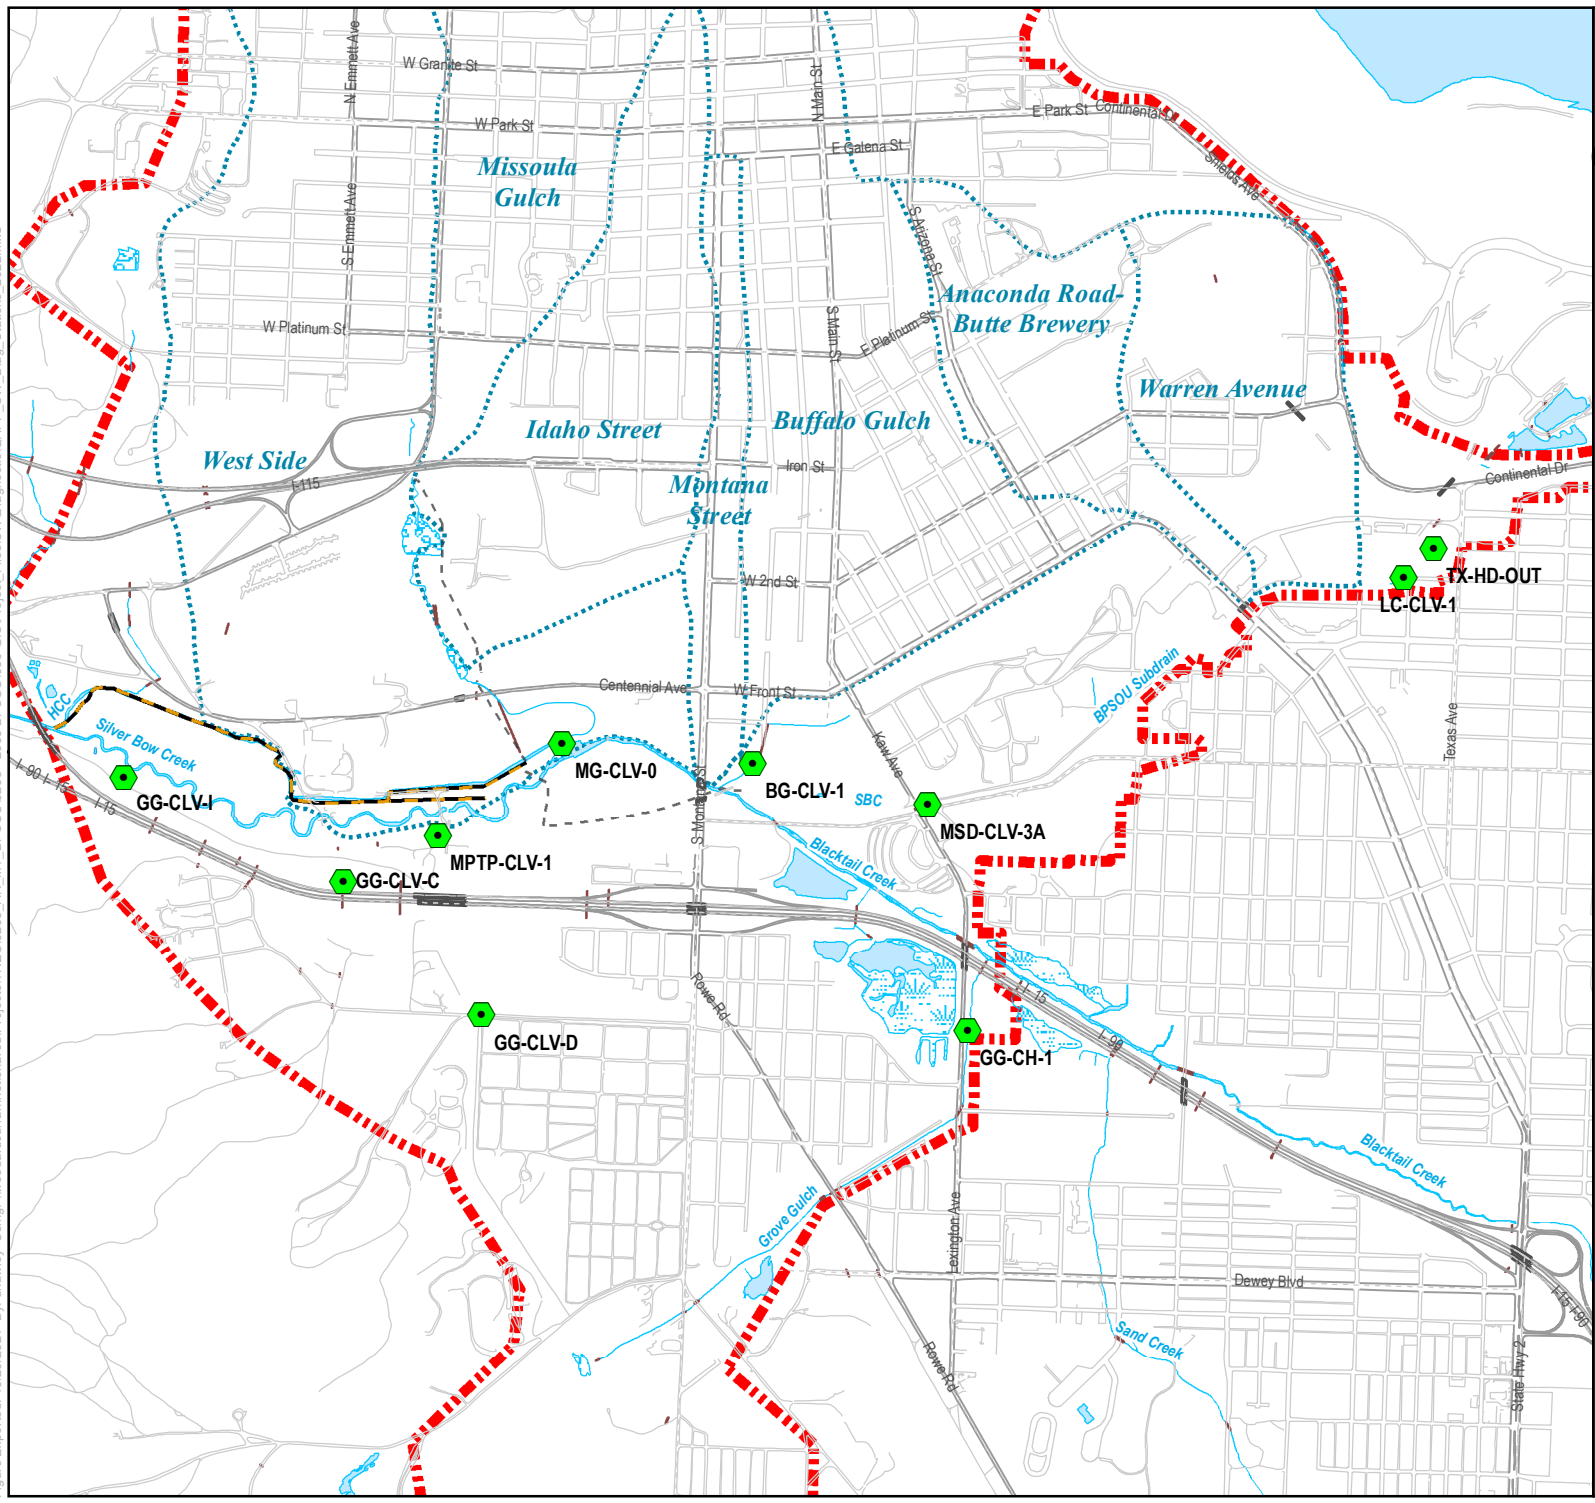 N Emmett Ave
W Granite St
N Main St
E Park St
Continental Dr
W Park St
E Galena St
Shields Ave
Missoula
Gulch
S Emmett Ave
S Arizona St
Anaconda Road-
Butte Brewery
W Platinum St
S Main St
E Platinum St
Warren Avenue
Idaho Street
Buffalo Gulch
West Side
I-115
Iron St
Continental Dr
Montana
Street
W 2nd St
TX-HD-OUT
LC-CLV-1
BPSOU Subdrain
Centennial Ave
W Front St
HCC
Silver Bow Creek
Kaw Ave
Texas Ave
MG-CLV-0
I-90 I-15
I-15
GG-CLV-I
BG-CLV-1
SBC
S Montana St
MSD-CLV-3A
Blacktail Creek
MPTP-CLV-1
GG-CLV-C
Rowe Rd
I-15
GG-CLV-D
GG-CH-1
I-90
Blacktail Creek
Grove Gulch
Lexington Ave
Dewey Blvd
I-15 I-90
Sand Creek
Rowe Rd
State Hwy 2